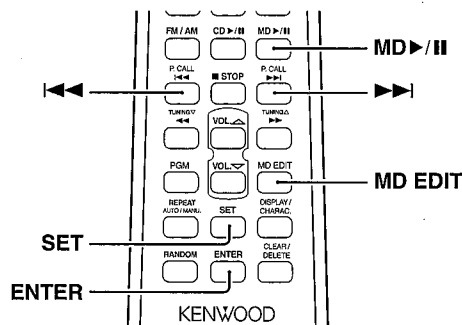 FM / AM CD ►/II MD ►/II
MD ►/II
P. CALL P. CALL
I◄◄ ■ STOP ►►I
I◄◄ ►►I
TUNING▽ TUNING△
◄◄ VOL.△ ►►
PGM VOL.▽ MD EDIT
MD EDIT
REPEAT DISPLAY/
AUTO/MANU. SET CHARAC.
SET
RANDOM ENTER CLEAR/
DELETE
ENTER
KENWOOD